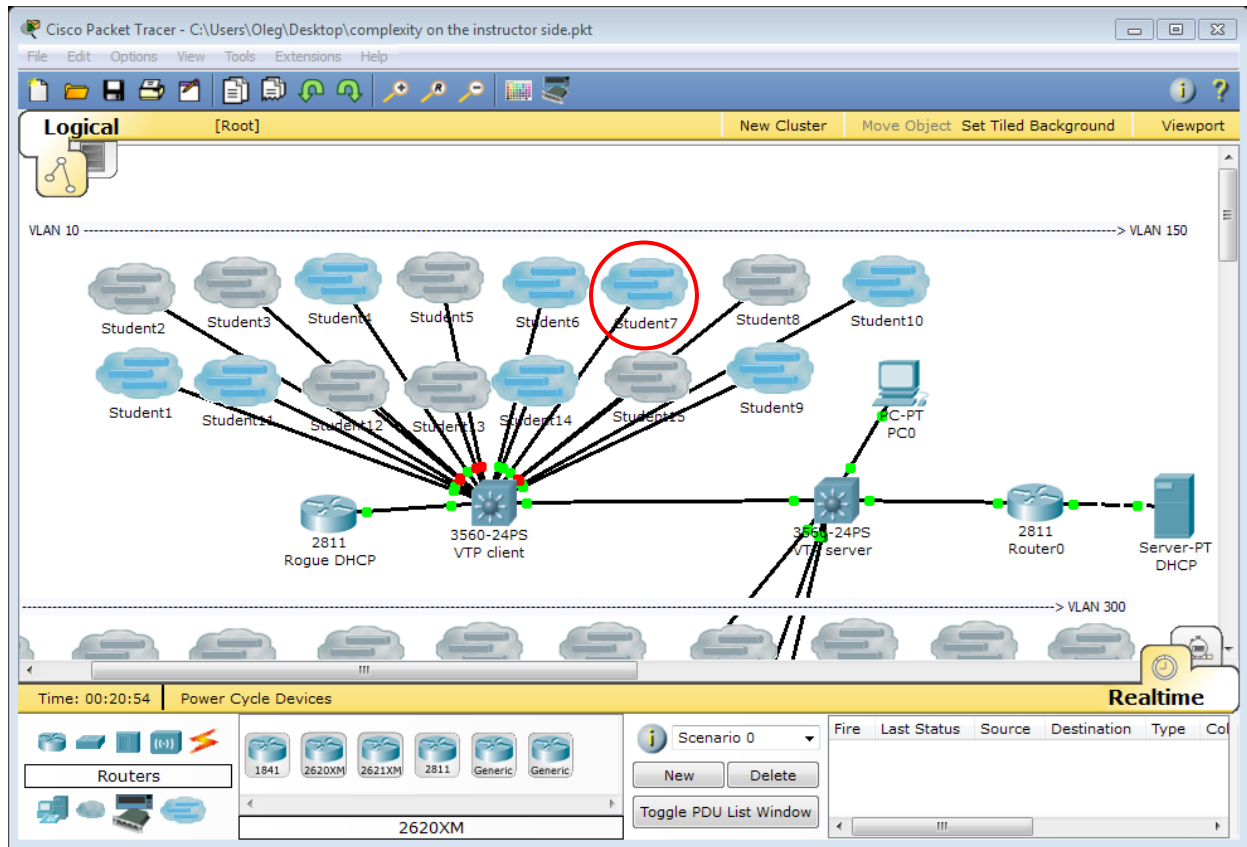 Cisco Packet Tracer - C:\Users\Oleg\Desktop\complexity on the instructor side.pkt
File Edit Options View Tools Extensions Help
Logical [Root] New Cluster Move Object Set Tiled Background Viewport
VLAN 10 ---> VLAN 150
Student2 Student3 Student4 Student5 Student6 Student7 Student8 Student10
Student1 Student11 Student12 Student13 Student14 Student15 Student9
PC-PT
PC0
2811
Rogue DHCP
3560-24PS
VTP client
3560-24PS
VTP server
2811
Router0
Server-PT
DHCP
---> VLAN 300
Time: 00:20:54 Power Cycle Devices Realtime
Routers
1841 2620XM 2621XM 2811 Generic Generic
2620XM
Scenario 0
New Delete
Toggle PDU List Window
Fire Last Status Source Destination Type Col